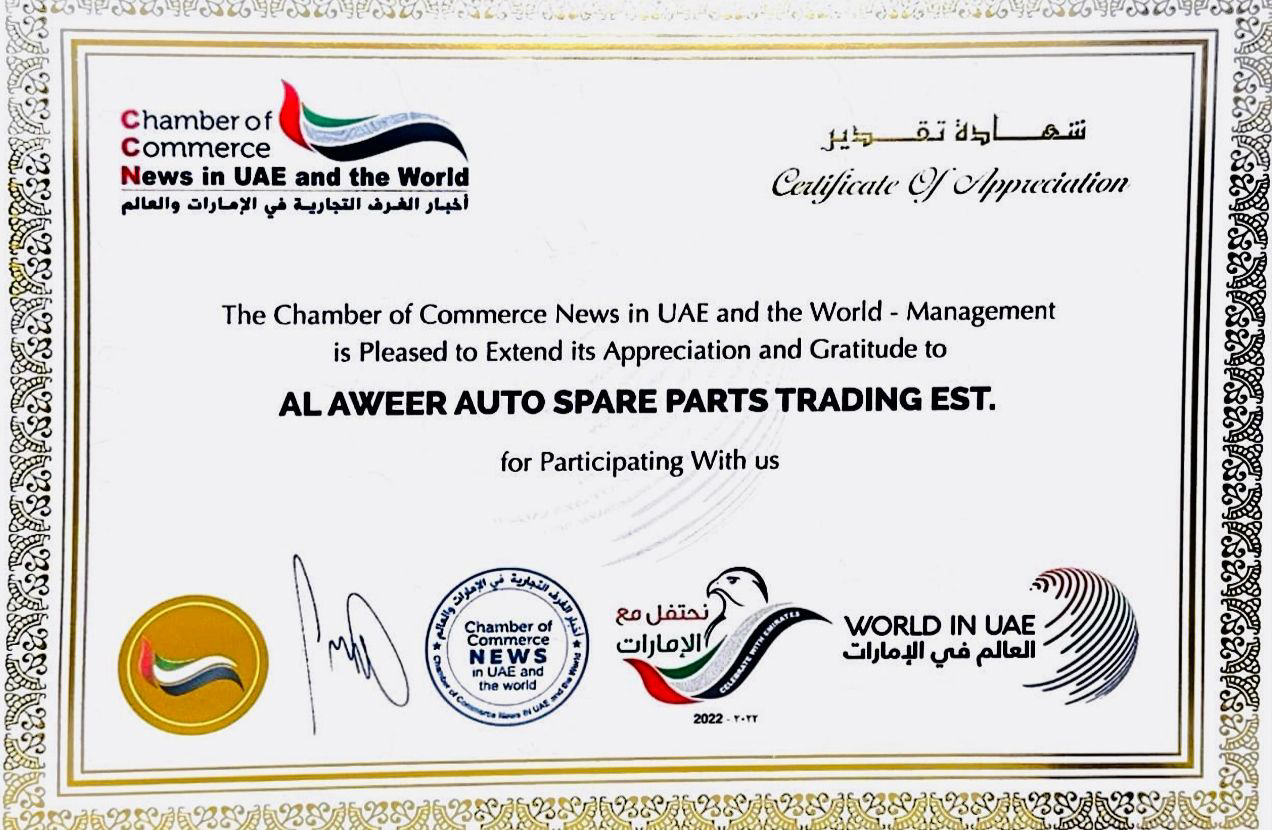 Chamber of
Commerce
News in UAE and the World
أخبار الغرف التجارية في الإمارات والعالم
شهادة تقدير
Certificate Of Appreciation
The Chamber of Commerce News in UAE and the World - Management
is Pleased to Extend its Appreciation and Gratitude to
AL AWEER AUTO SPARE PARTS TRADING EST.
for Participating With us
أخبار الغرف التجارية في الإمارات والعالم
Chamber of
Commerce
NEWS
in UAE and
the world
Chamber of Commerce News IN UAE and the World
نحتفل مع
الإمارات
CELEBRATE WITH EMIRATES
2022 - ٢٠٢٢
WORLD IN UAE
العالم في الإمارات